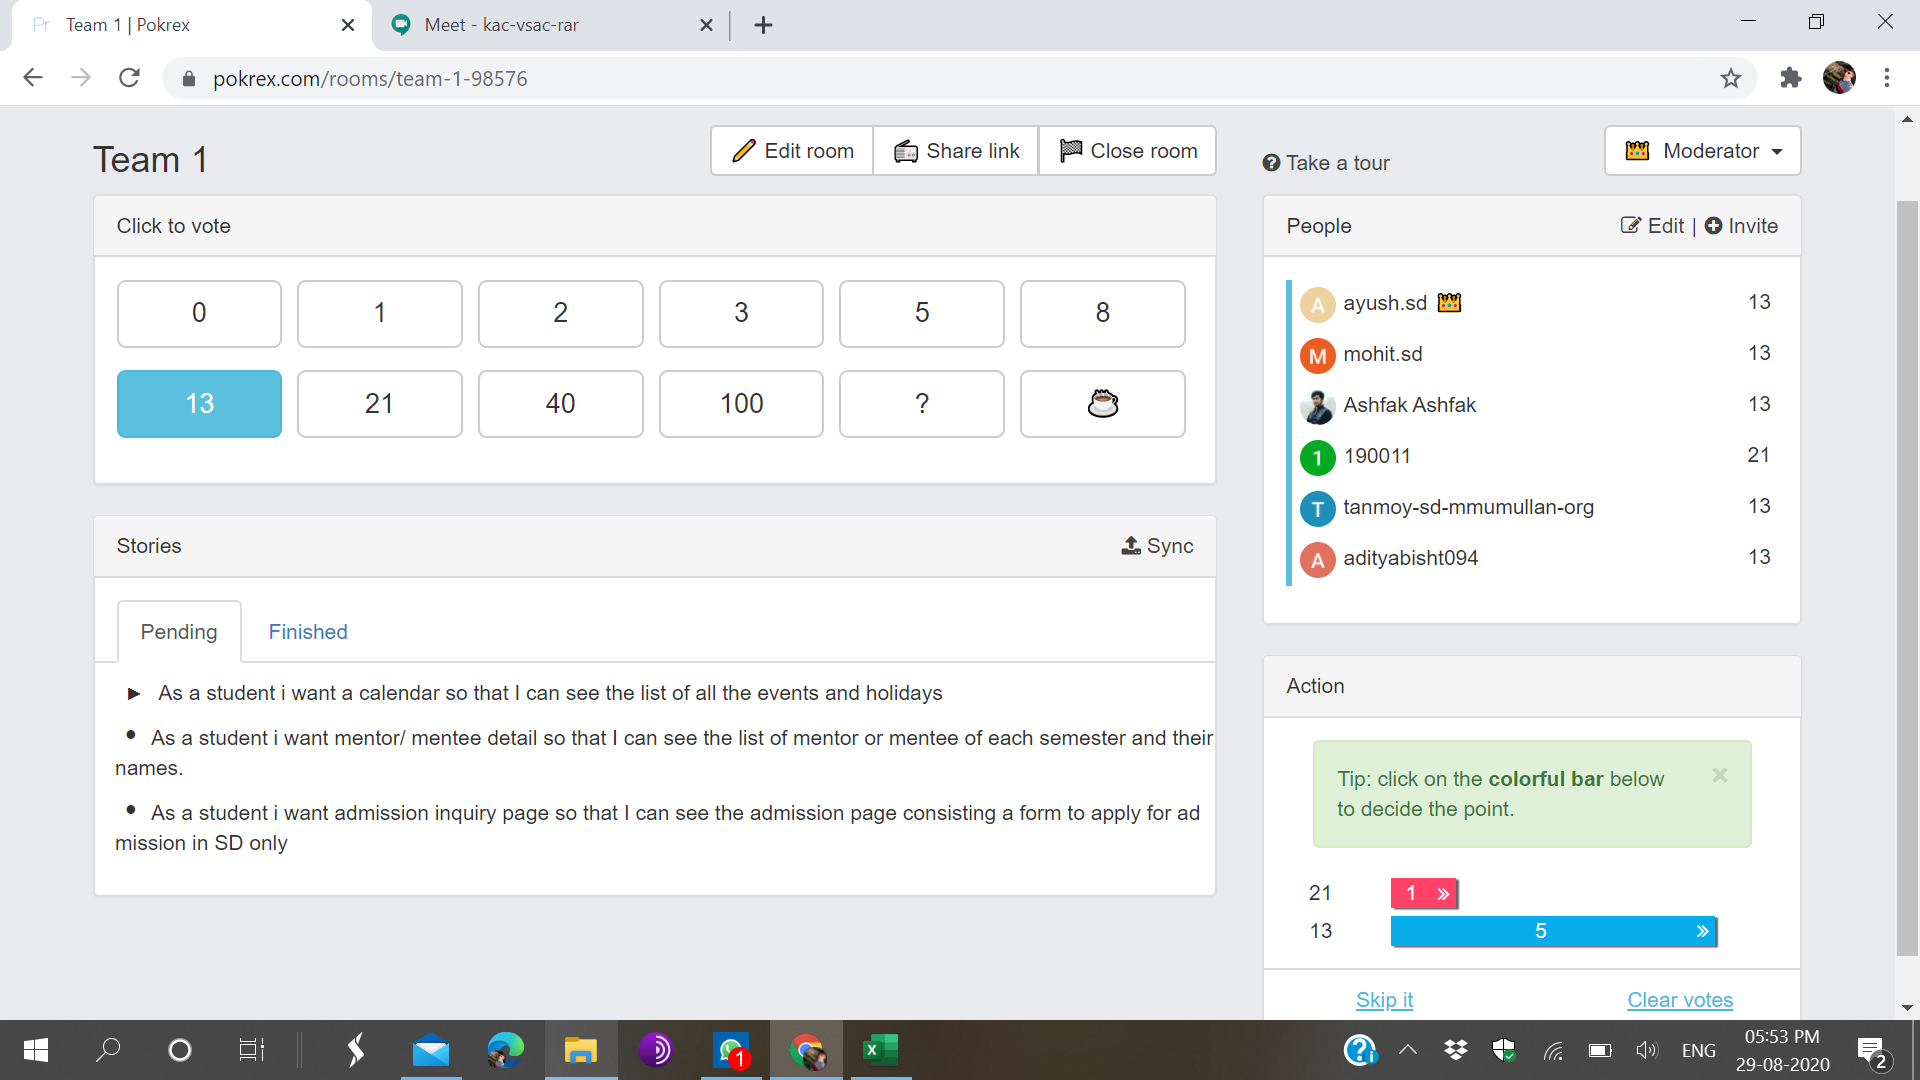 Pr Team 1 | Pokrex
Meet - kac-vsac-rar
pokrex.com/rooms/team-1-98576
Team 1
Edit room
Share link
Close room
Take a tour
Moderator
Click to vote
0 1 2 3 5 8
13 21 40 100 ?
People
Edit | Invite
A ayush.sd 13
M mohit.sd 13
Ashfak Ashfak 13
1 190011 21
T tanmoy-sd-mmumullan-org 13
A adityabisht094 13
Stories
Sync
Pending
Finished
As a student i want a calendar so that I can see the list of all the events and holidays
As a student i want mentor/ mentee detail so that I can see the list of mentor or mentee of each semester and their
names.
As a student i want admission inquiry page so that I can see the admission page consisting a form to apply for ad
mission in SD only
Action
Tip: click on the colorful bar below
to decide the point.
21 1 »
13 5 »
Skip it
Clear votes
1
ENG
05:53 PM
29-08-2020
2